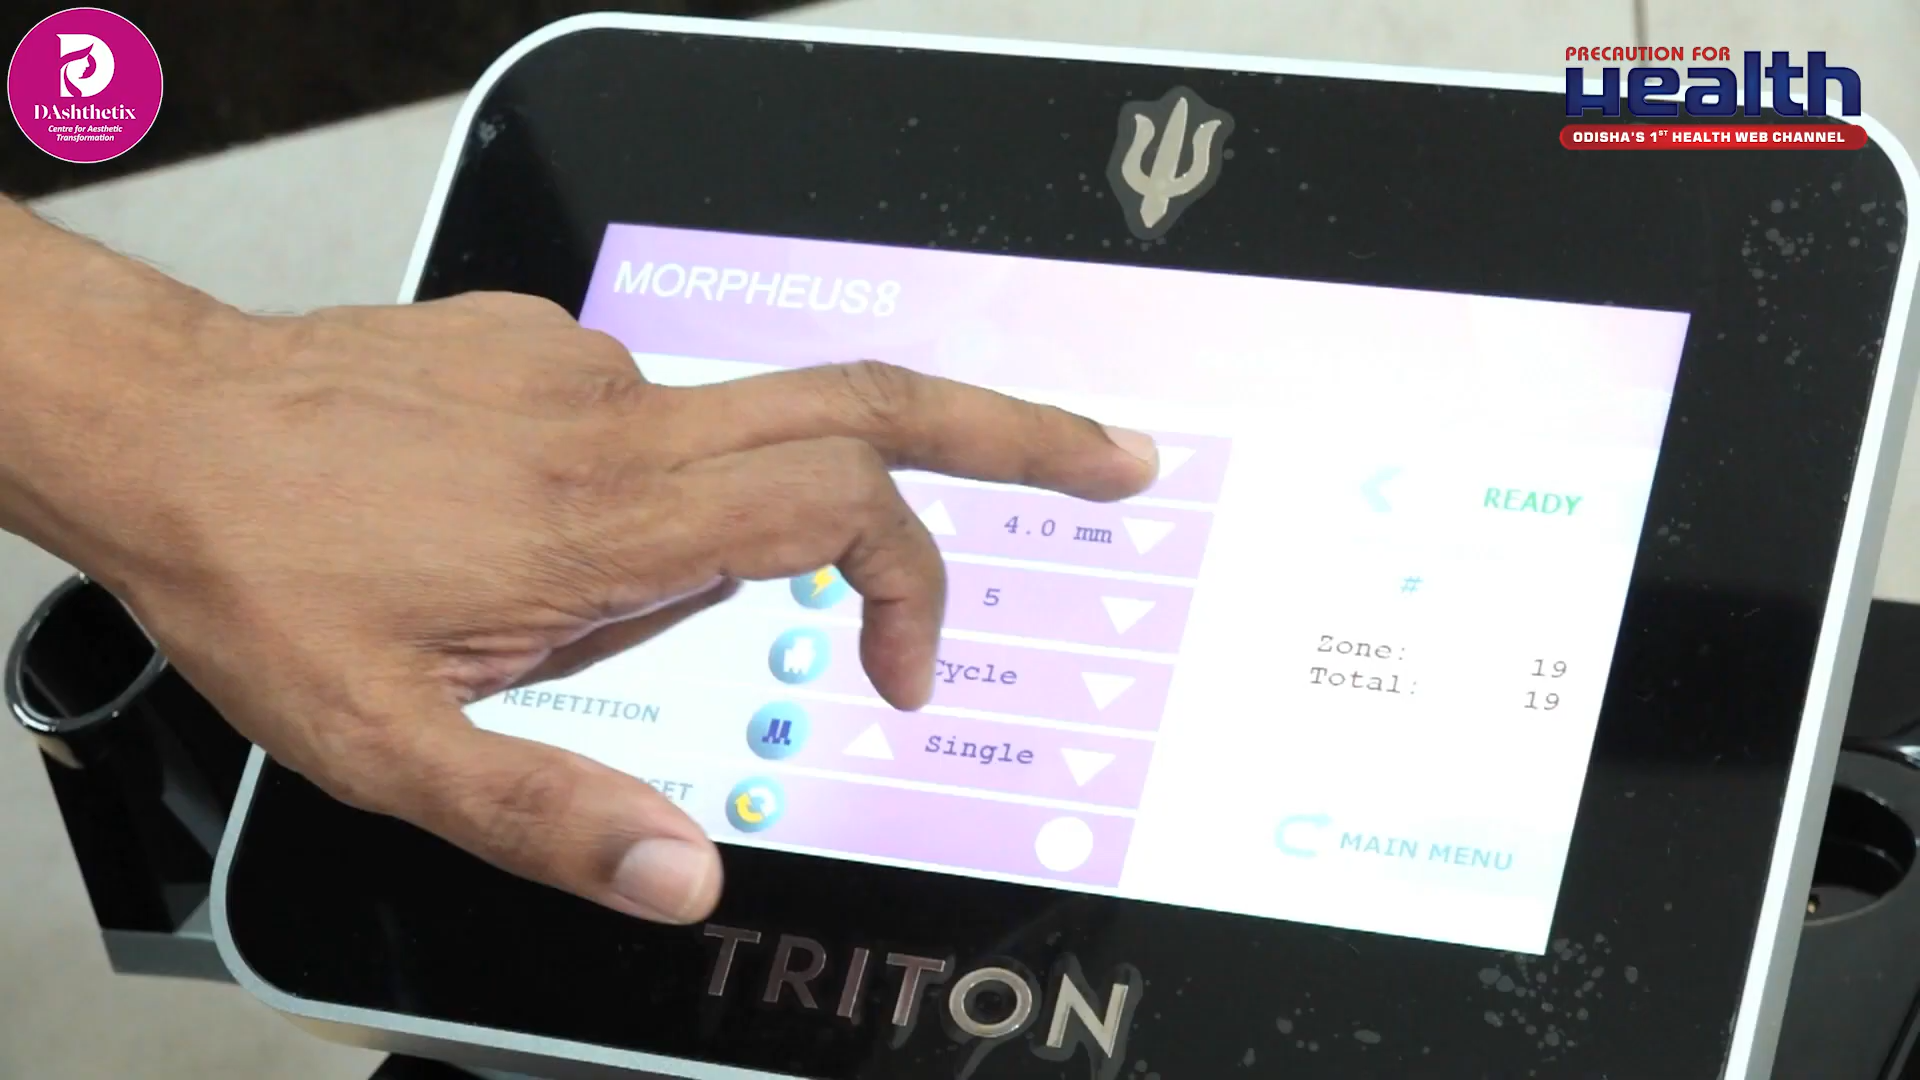 DAshthetix
Centre for Aesthetic
Transformation
PRECAUTION FOR
Health
ODISHA'S 1ST HEALTH WEB CHANNEL
MORPHEUS8
4.0 mm
5
Cycle
REPETITION
Single
READY
#
Zone: 19
Total: 19
MAIN MENU
TRITON